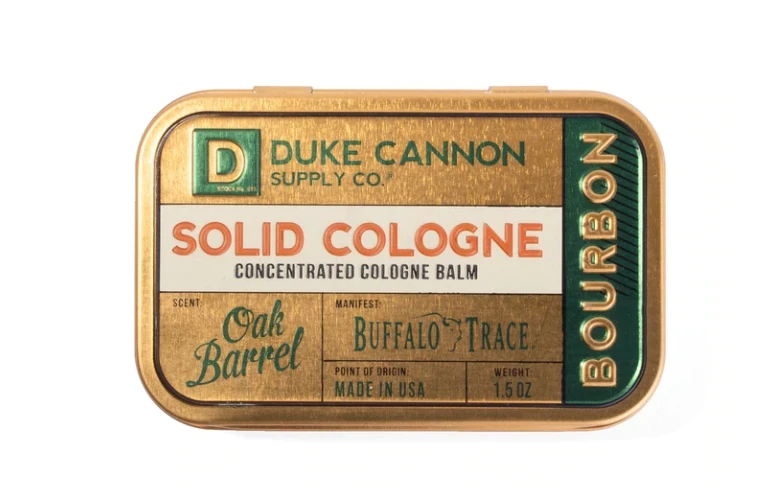 D
DUKE CANNON
SUPPLY CO.®
SOLID COLOGNE
CONCENTRATED COLOGNE BALM
SCENT:
Oak
Barrel
MANIFEST:
BUFFALO TRACE
POINT OF ORIGIN:
MADE IN USA
WEIGHT:
1.5 OZ
BOURBON